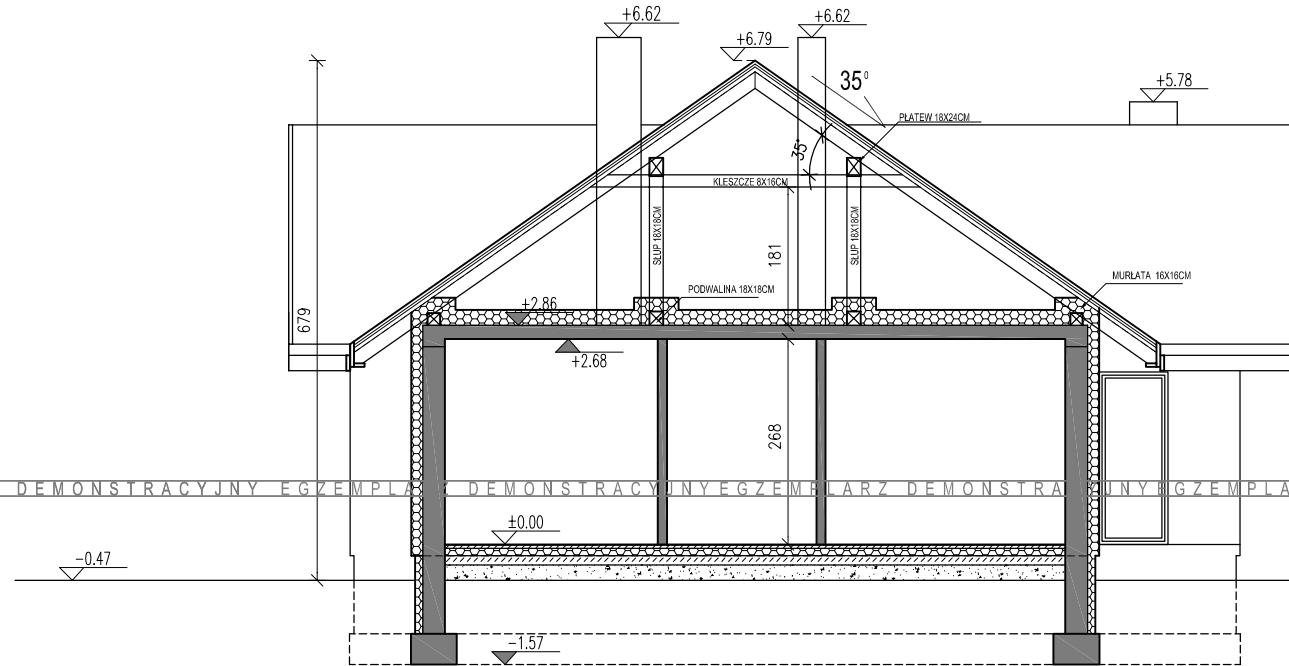 +6.62
+6.62
+6.79
35°
+5.78
PŁATEW 18X24CM
35°
KLESZCZE 8X16CM
SŁUP 18X18CM
SŁUP 18X18CM
181
MURŁATA 16X16CM
PODWALINA 18X18CM
+2.86
679
+2.68
268
DEMONSTRACYJNY EGZEMPLARZ DEMONSTRACYJNY EGZEMPLARZ DEMONSTRACYJNY EGZEMPLA
±0.00
-0.47
-1.57